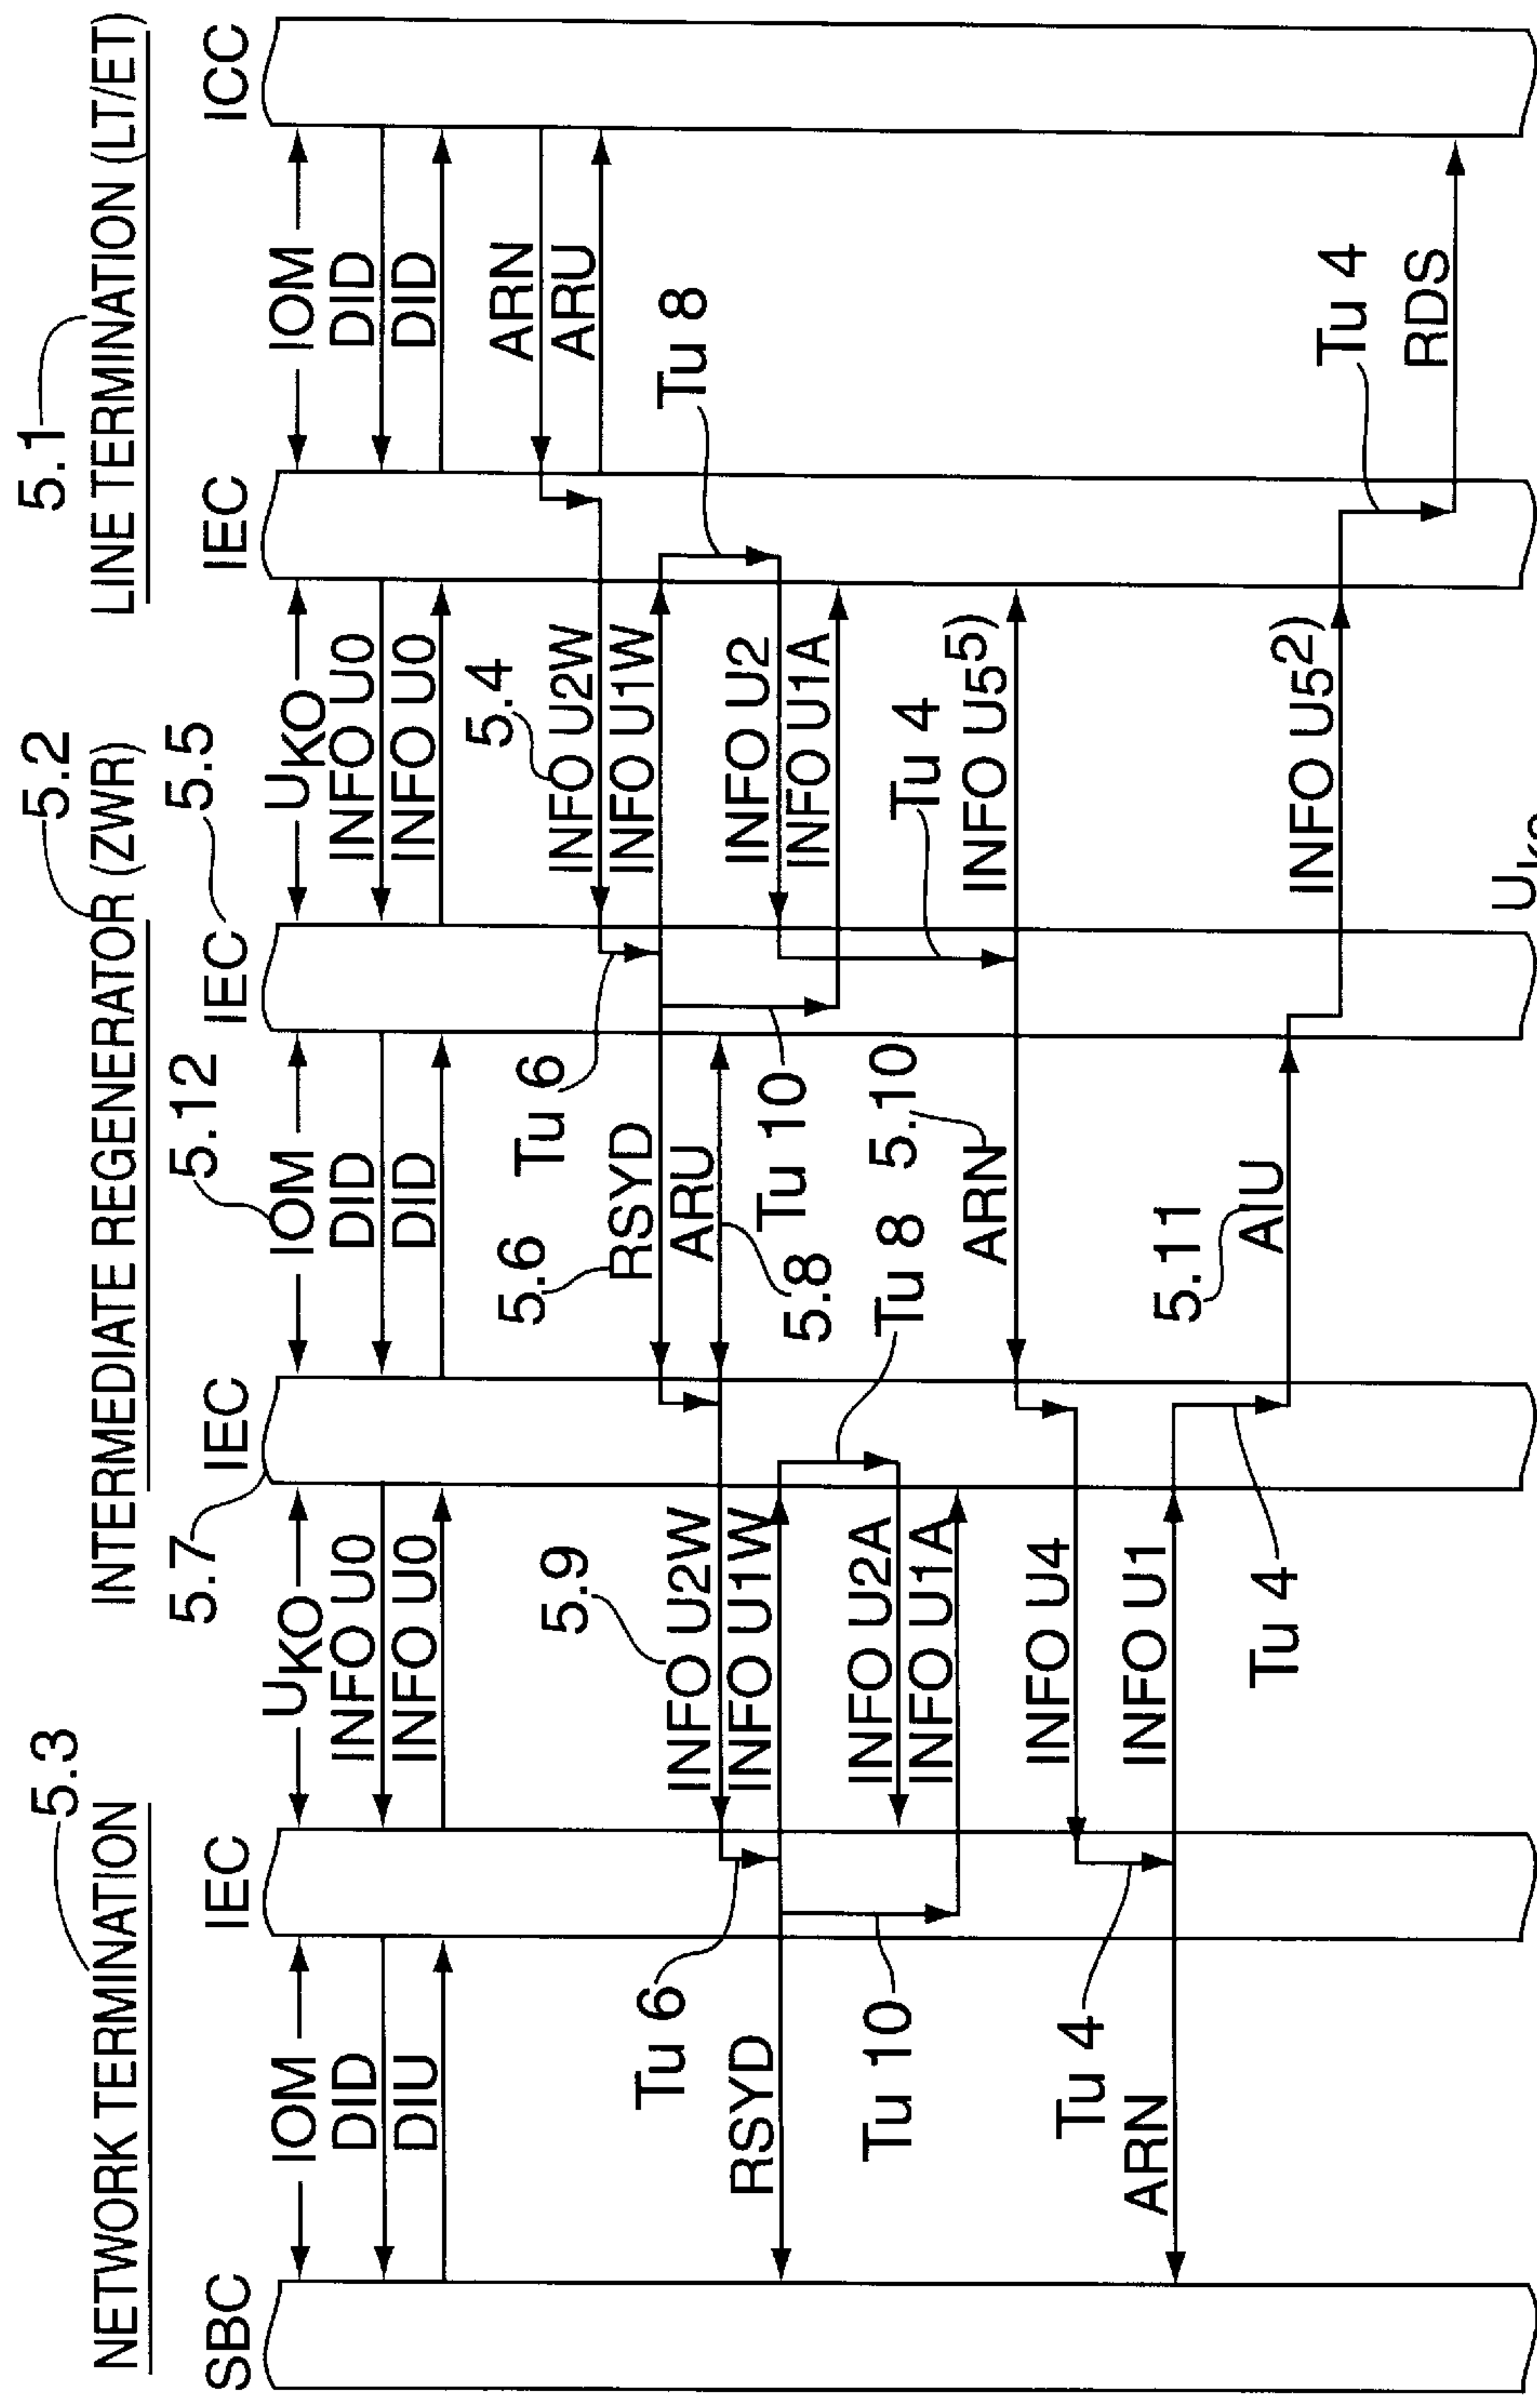 5.3
NETWORK TERMINATION
5.2
INTERMEDIATE REGENERATOR (ZWR)
5.1
LINE TERMINATION (LT/ET)
5.7
5.12
5.5
SBC
IEC
IEC
IEC
IEC
ICC
IOM
UKO
IOM
UKO
IOM
DID
INFO U0
DID
INFO U0
DID
DIU
INFO U0
DID
INFO U0
DID
5.4
ARN
Tu 6
INFO U2W
ARU
5.9
5.6
RSYD
INFO U1W
Tu 6
INFO U2W
ARU
Tu 8
RSYD
INFO U1W
Tu 10
INFO U2
5.8
INFO U1A
Tu 10
INFO U2A
Tu 8
5.10
Tu 4
INFO U1A
ARN
INFO U5 5)
Tu 4
INFO U4
ARN
INFO U1
5.11
AIU
Tu 4
INFO U5 2)
Tu 4
RDS